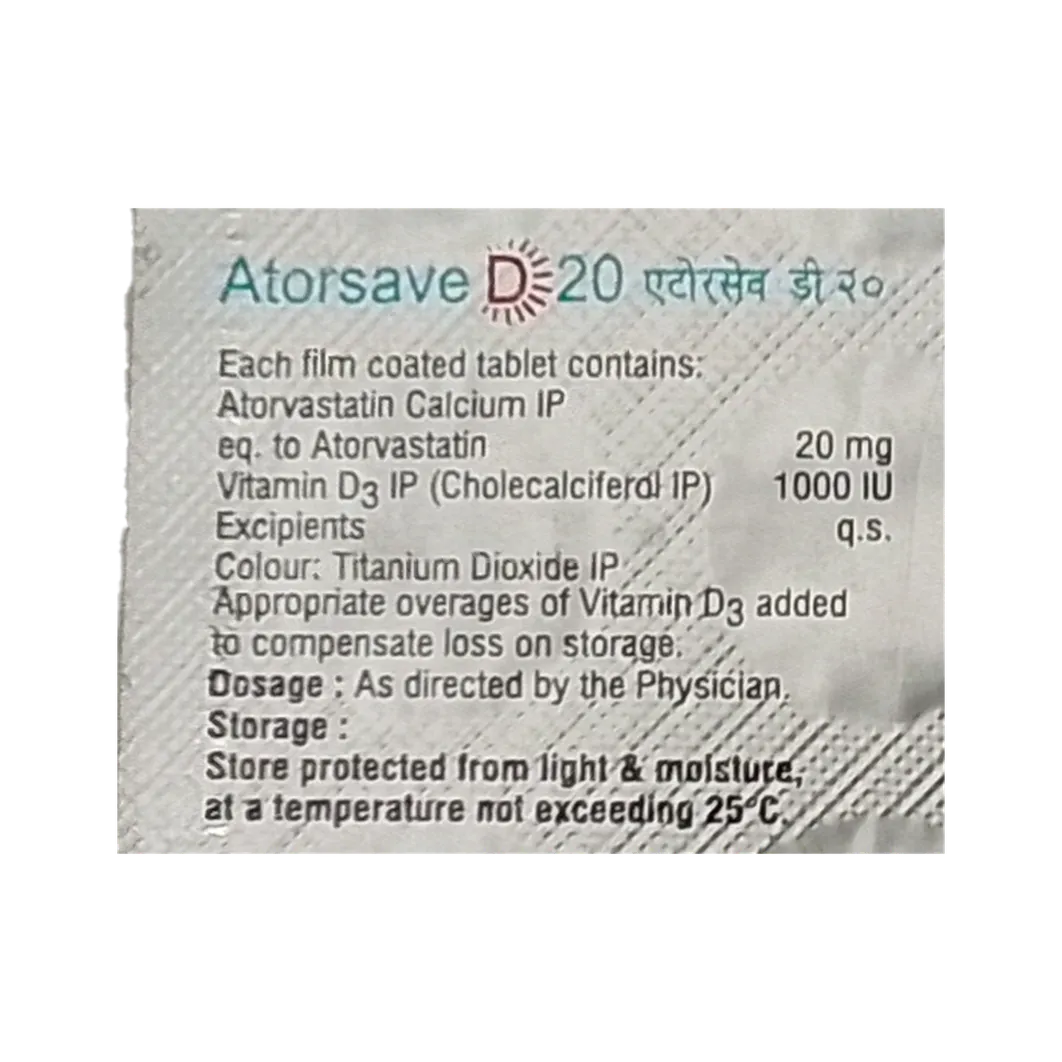 Atorsave D 20 एटोरसेव डी २०
Each film coated tablet contains:
Atorvastatin Calcium IP
eq. to Atorvastatin 20 mg
Vitamin D3 IP (Cholecalciferol IP) 1000 IU
Excipients q.s.
Colour: Titanium Dioxide IP
Appropriate overages of Vitamin D3 added
to compensate loss on storage.
Dosage : As directed by the Physician.
Storage :
Store protected from light & moisture,
at a temperature not exceeding 25°C.